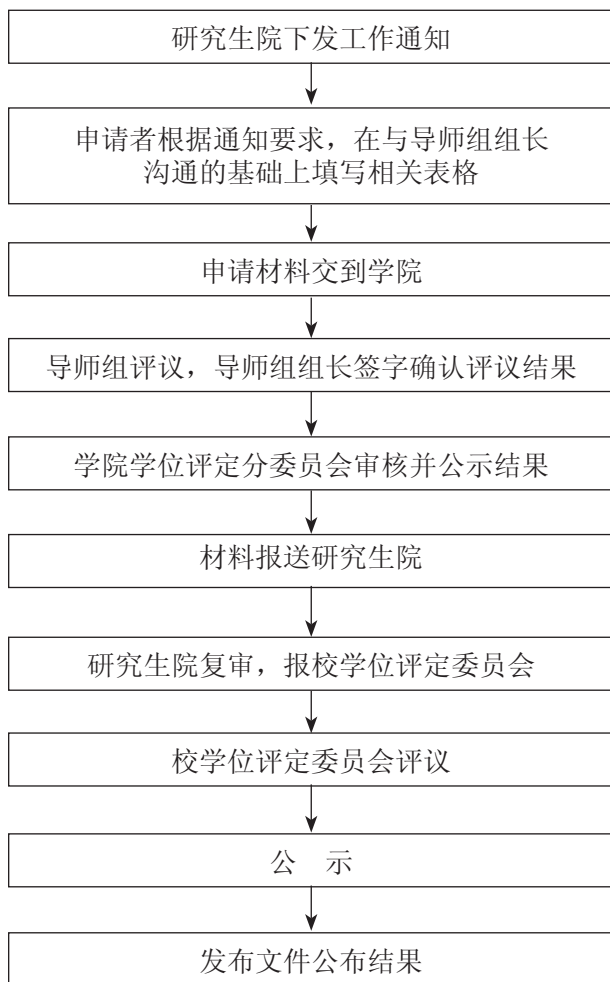 研究生院下发工作通知
申请者根据通知要求，在与导师组组长
沟通的基础上填写相关表格
申请材料交到学院
导师组评议，导师组组长签字确认评议结果
学院学位评定分委员会审核并公示结果
材料报送研究生院
研究生院复审，报校学位评定委员会
校学位评定委员会评议
公　示
发布文件公布结果